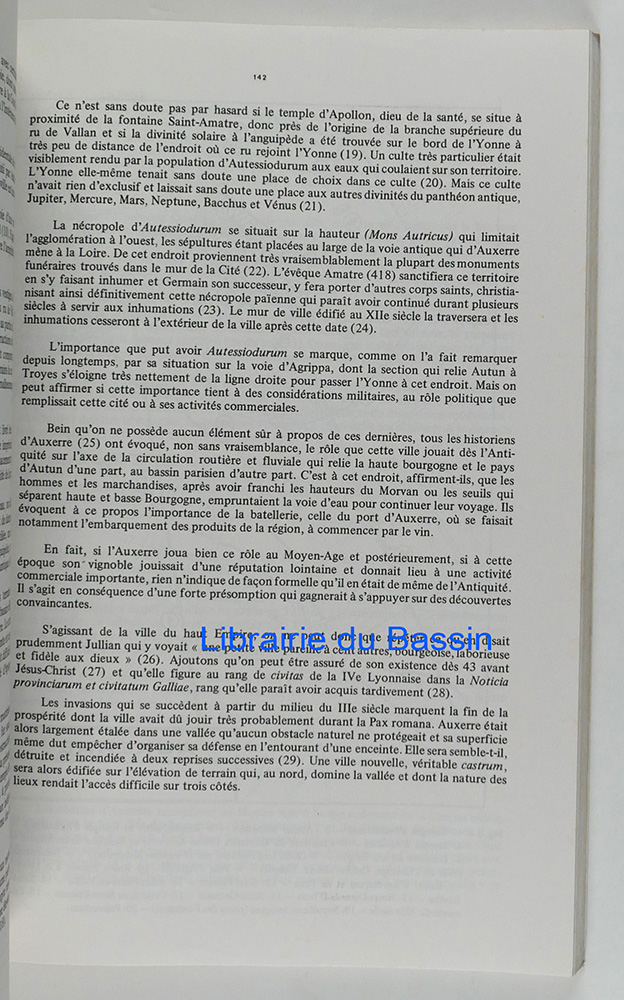 142
Ce n'est sans doute pas par hasard si le temple d'Apollon, dieu de la santé, se situe à
proximité de la fontaine Saint-Amatre, donc près de l'origine de la branche supérieure du
ru de Vallan et si la divinité solaire à l'anguipède a été trouvée sur le bord de l'Yonne à
très peu de distance de l'endroit où ce ru rejoint l'Yonne (19). Un culte très particulier était
visiblement rendu par la population d'Autessiodurum aux eaux qui coulaient sur son territoire.
L'Yonne elle-même tenait sans doute une place de choix dans ce culte (20). Mais ce culte
n'avait rien d'exclusif et laissait sans doute une place aux autres divinités du panthéon antique,
Jupiter, Mercure, Mars, Neptune, Bacchus et Vénus (21).
La nécropole d'Autessiodurum se situait sur la hauteur (Mons Autricus) qui limitait
l'agglomération à l'ouest, les sépultures étant placées au large de la voie antique qui d'Auxerre
mène à la Loire. De cet endroit proviennent très vraisemblablement la plupart des monuments
funéraires trouvés dans le mur de la Cité (22). L'évêque Amatre (418) sanctifiera ce territoire
en s'y faisant inhumer et Germain son successeur, y fera porter d'autres corps saints, christia-
nisant ainsi définitivement cette nécropole païenne qui paraît avoir continué durant plusieurs
siècles à servir aux inhumations (23). Le mur de ville édifié au XIIe siècle la traversera et les
inhumations cesseront à l'extérieur de la ville après cette date (24).
L'importance que put avoir Autessiodurum se marque, comme on l'a fait remarquer
depuis longtemps, par sa situation sur la voie d'Agrippa, dont la section qui relie Autun à
Troyes s'éloigne très nettement de la ligne droite pour passer l'Yonne à cet endroit. Mais on
peut affirmer si cette importance tient à des considérations militaires, au rôle politique que
remplissait cette cité ou à ses activités commerciales.
Bein qu'on ne possède aucun élément sûr à propos de ces dernières, tous les historiens
d'Auxerre (25) ont évoqué, non sans vraisemblance, le rôle que cette ville jouait dès l'Anti-
quité sur l'axe de la circulation routière et fluviale qui relie la haute bourgogne et le pays
d'Autun d'une part, au bassin parisien d'autre part. C'est à cet endroit, affirment-ils, que les
hommes et les marchandises, après avoir franchi les hauteurs du Morvan ou les seuils qui
séparent haute et basse Bourgogne, empruntaient la voie d'eau pour continuer leur voyage. Ils
évoquent à ce propos l'importance de la batellerie, celle du port d'Auxerre, où se faisait
notamment l'embarquement des produits de la région, à commencer par le vin.
En fait, si l'Auxerre joua bien ce rôle au Moyen-Age et postérieurement, si à cette
époque son vignoble jouissait d'une réputation lointaine et donnait lieu à une activité
commerciale importante, rien n'indique de façon formelle qu'il en était de même de l'Antiquité.
Il s'agit en conséquence d'une forte présomption qui gagnerait à s'appuyer sur des découvertes
convaincantes.
S'agissant de la ville du haut Empire, on ne peut donc que répéter ce qu'en disait
prudemment Jullian qui y voyait « une petite ville pareille à cent autres, bourgeoise, laborieuse
et fidèle aux dieux » (26). Ajoutons qu'on peut être assuré de son existence dès 43 avant
Jésus-Christ (27) et qu'elle figure au rang de civitas de la IVe Lyonnaise dans la Noticia
provinciarum et civitatum Galliae, rang qu'elle paraît avoir acquis tardivement (28).
Les invasions qui se succèdent à partir du milieu du IIIe siècle marquent la fin de la
prospérité dont la ville avait dû jouir très probablement durant la Pax romana. Auxerre était
alors largement étalée dans une vallée qu'aucun obstacle naturel ne protégeait et sa superficie
même dut empêcher d'organiser sa défense en l'entourant d'une enceinte. Elle sera semble-t-il,
détruite et incendiée à deux reprises successives (29). Une ville nouvelle, véritable castrum,
sera alors édifiée sur l'élévation de terrain qui, au nord, domine la vallée et dont la nature des
lieux rendait l'accès difficile sur trois côtés.
Librairie du Bassin